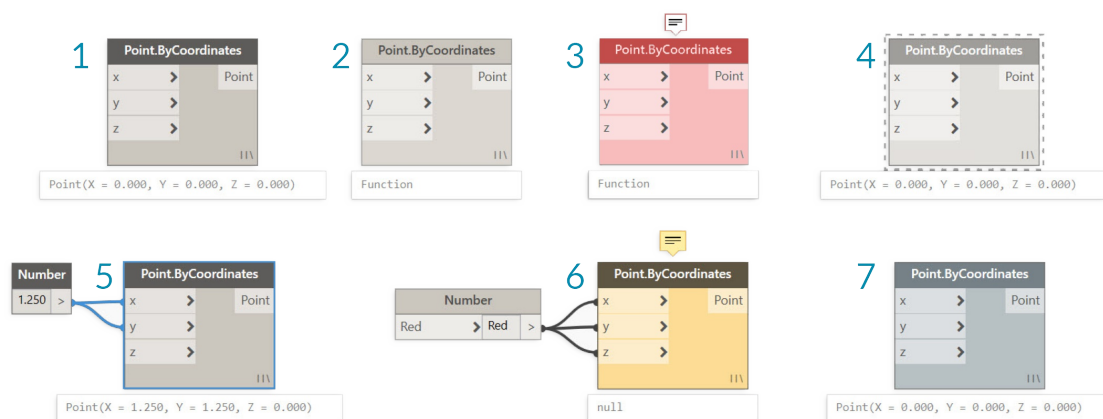 1
Point.ByCoordinates
x > Point
y >
z >
Point(X = 0.000, Y = 0.000, Z = 0.000)
2
Point.ByCoordinates
x > Point
y >
z >
Function
3
Point.ByCoordinates
x > Point
y >
z >
Function
4
Point.ByCoordinates
x > Point
y >
z >
Point(X = 0.000, Y = 0.000, Z = 0.000)
Number
1.250 >
5
Point.ByCoordinates
x > Point
y >
z >
Point(X = 1.250, Y = 1.250, Z = 0.000)
Number
Red > Red >
6
Point.ByCoordinates
x > Point
y >
z >
null
7
Point.ByCoordinates
x > Point
y >
z >
Point(X = 0.000, Y = 0.000, Z = 0.000)